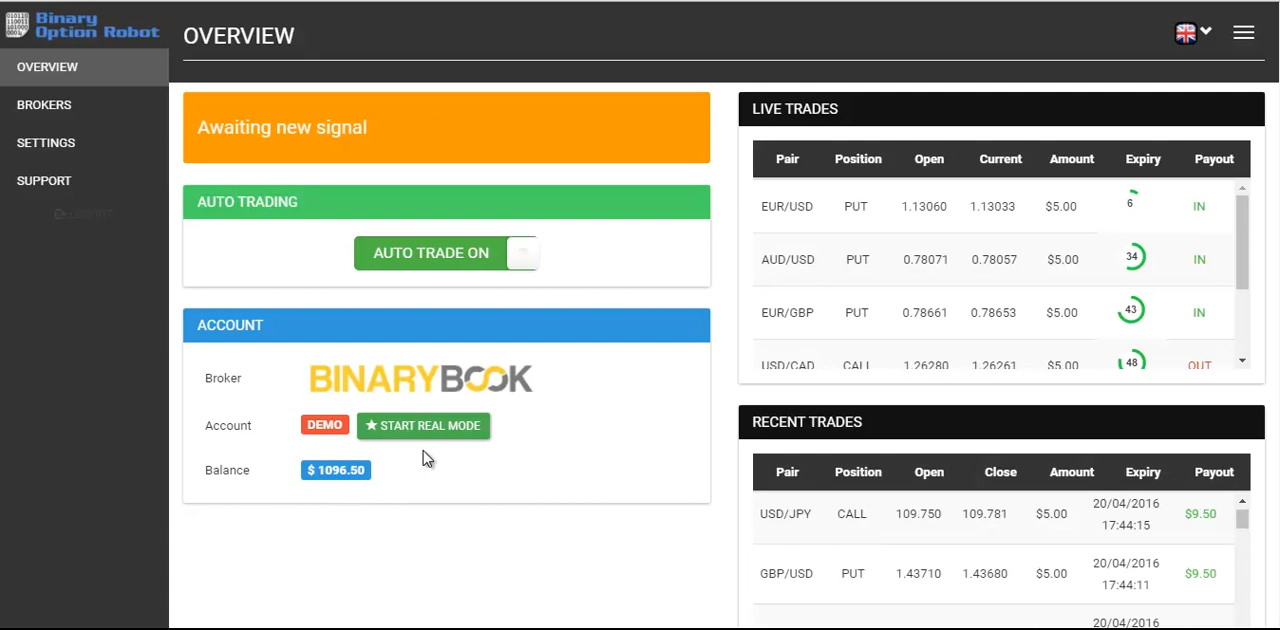 Binary
Option Robot
OVERVIEW
OVERVIEW
BROKERS
SETTINGS
SUPPORT
Awaiting new signal
AUTO TRADING
AUTO TRADE ON
ACCOUNT
Broker
BINARYBOOK
Account DEMO ★ START REAL MODE
Balance $ 1096.50
LIVE TRADES
Pair Position Open Current Amount Expiry Payout
EUR/USD PUT 1.13060 1.13033 $5.00 6 IN
AUD/USD PUT 0.78071 0.78057 $5.00 34 IN
EUR/GBP PUT 0.78661 0.78653 $5.00 43 IN
USD/CAD CALL 1.26280 1.26261 $5.00 48 OUT
RECENT TRADES
Pair Position Open Close Amount Expiry Payout
USD/JPY CALL 109.750 109.781 $5.00 20/04/2016 17:44:15 $9.50
GBP/USD PUT 1.43710 1.43680 $5.00 20/04/2016 17:44:11 $9.50
20/04/2016